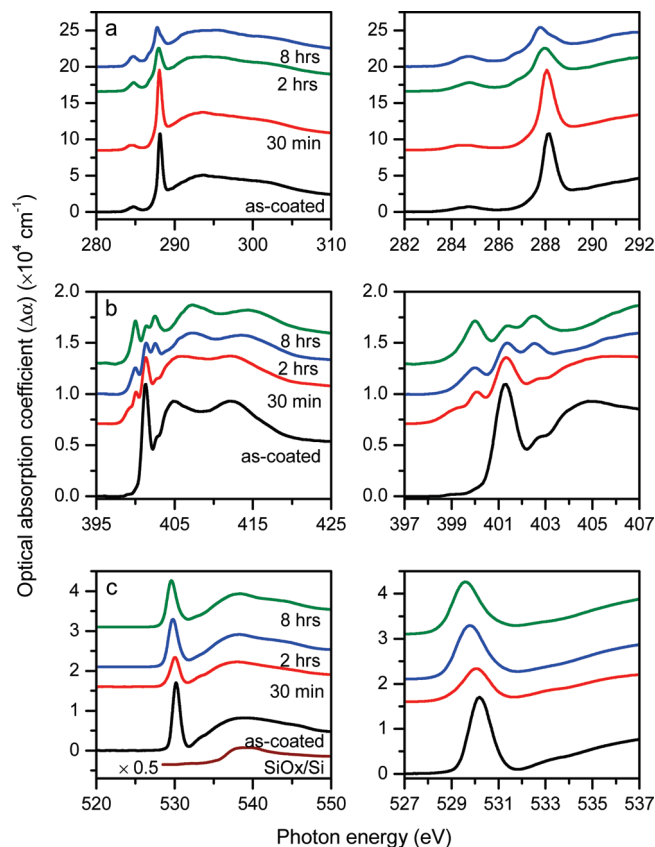 Optical absorption coefficient (Δα) (×10⁴ cm⁻¹)
a
25
20
15
10
5
0
8 hrs
2 hrs
30 min
as-coated
280 290 300 310
25
20
15
10
5
0
282 284 286 288 290 292
b
2.0
1.5
1.0
0.5
0.0
8 hrs
2 hrs
30 min
as-coated
395 405 415 425
2.0
1.5
1.0
0.5
0.0
397 399 401 403 405 407
c
4
3
2
1
0
8 hrs
2 hrs
30 min
as-coated
× 0.5
SiOx/Si
520 530 540 550
4
3
2
1
0
527 529 531 533 535 537
Photon energy (eV)